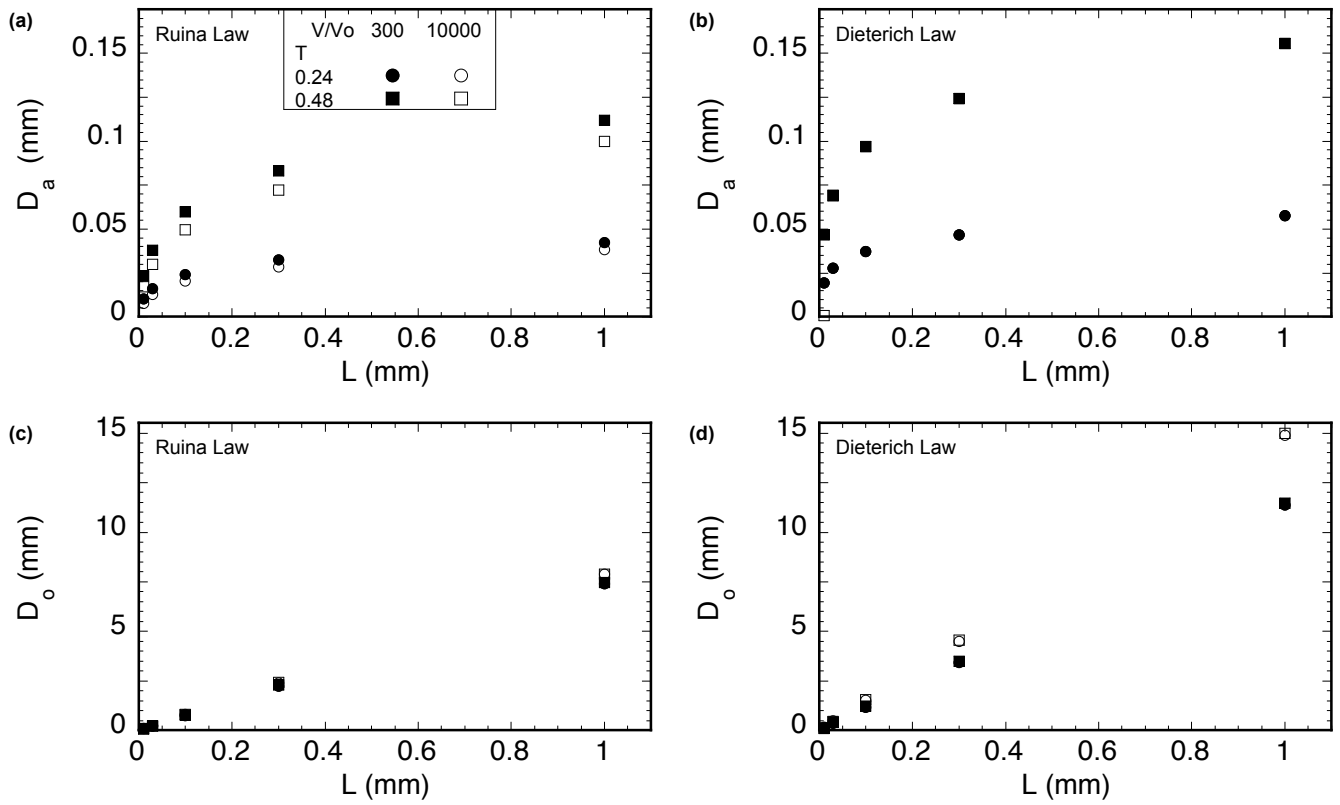 (a)
Ruina Law
V/Vo 300 10000
T
0.24
0.48
0.15
0.1
0.05
0
D a (mm)
0 0.2 0.4 0.6 0.8 1
L (mm)
(b)
Dieterich Law
0.15
0.1
0.05
0
D a (mm)
0 0.2 0.4 0.6 0.8 1
L (mm)
(c)
Ruina Law
15
10
5
0
D o (mm)
0 0.2 0.4 0.6 0.8 1
L (mm)
(d)
Dieterich Law
15
10
5
0
D o (mm)
0 0.2 0.4 0.6 0.8 1
L (mm)